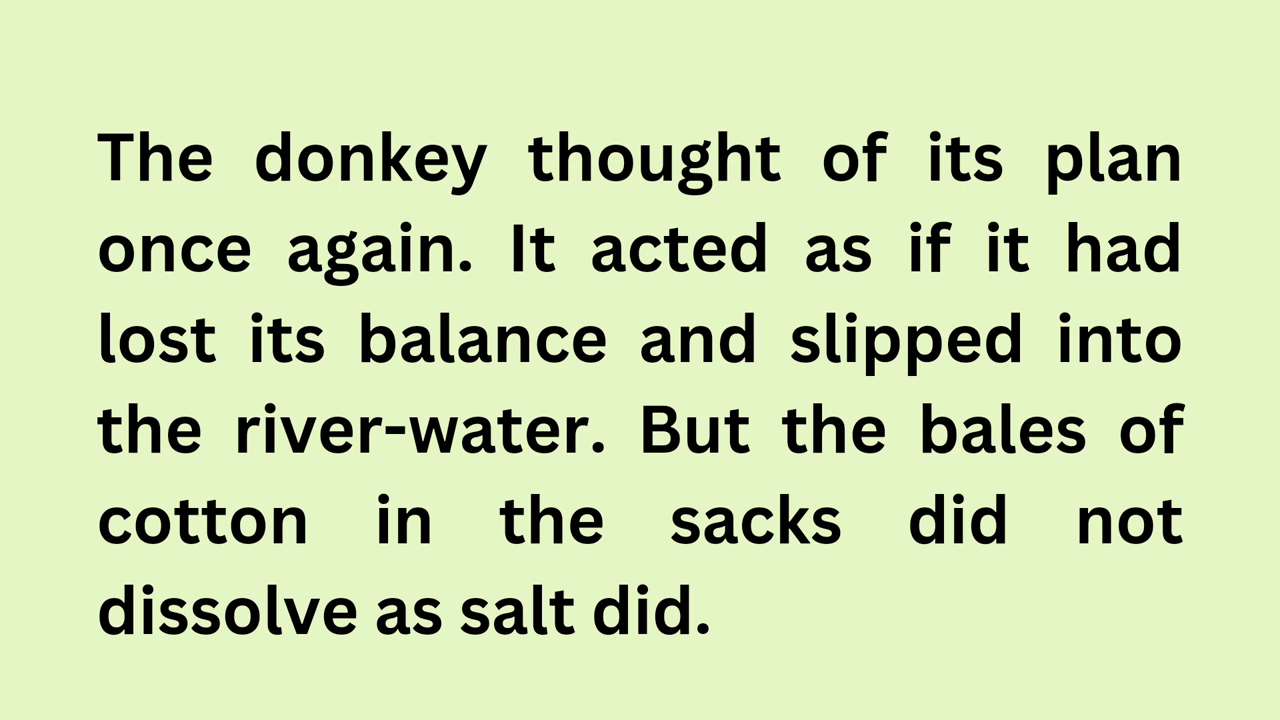 The donkey thought of its plan
once again. It acted as if it had
lost its balance and slipped into
the river-water. But the bales of
cotton in the sacks did not
dissolve as salt did.